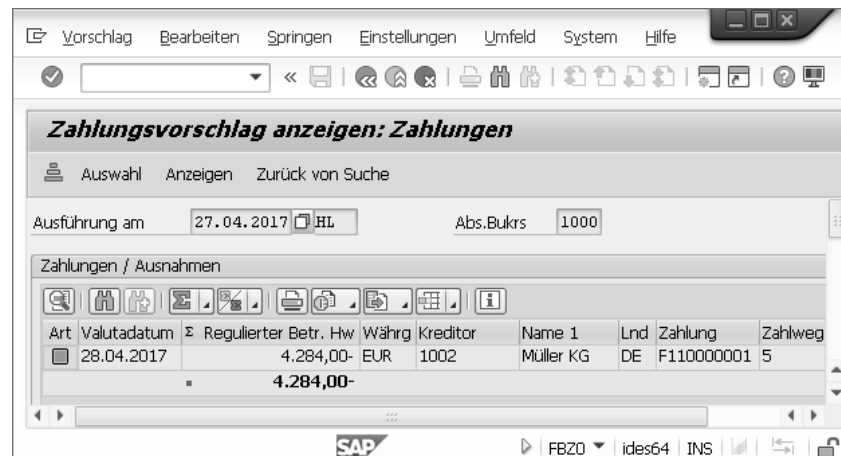 Vorschlag Bearbeiten Springen Einstellungen Umfeld System Hilfe
Zahlungsvorschlag anzeigen: Zahlungen
Auswahl Anzeigen Zurück von Suche
Ausführung am 27.04.2017 HL Abs.Bukrs 1000
Zahlungen / Ausnahmen
Art Valutadatum Σ Regulierter Betr. Hw Währg Kreditor Name 1 Lnd Zahlung Zahlweg
28.04.2017 4.284,00- EUR 1002 Müller KG DE F110000001 5
4.284,00-
SAP FBZ0 ides64 INS